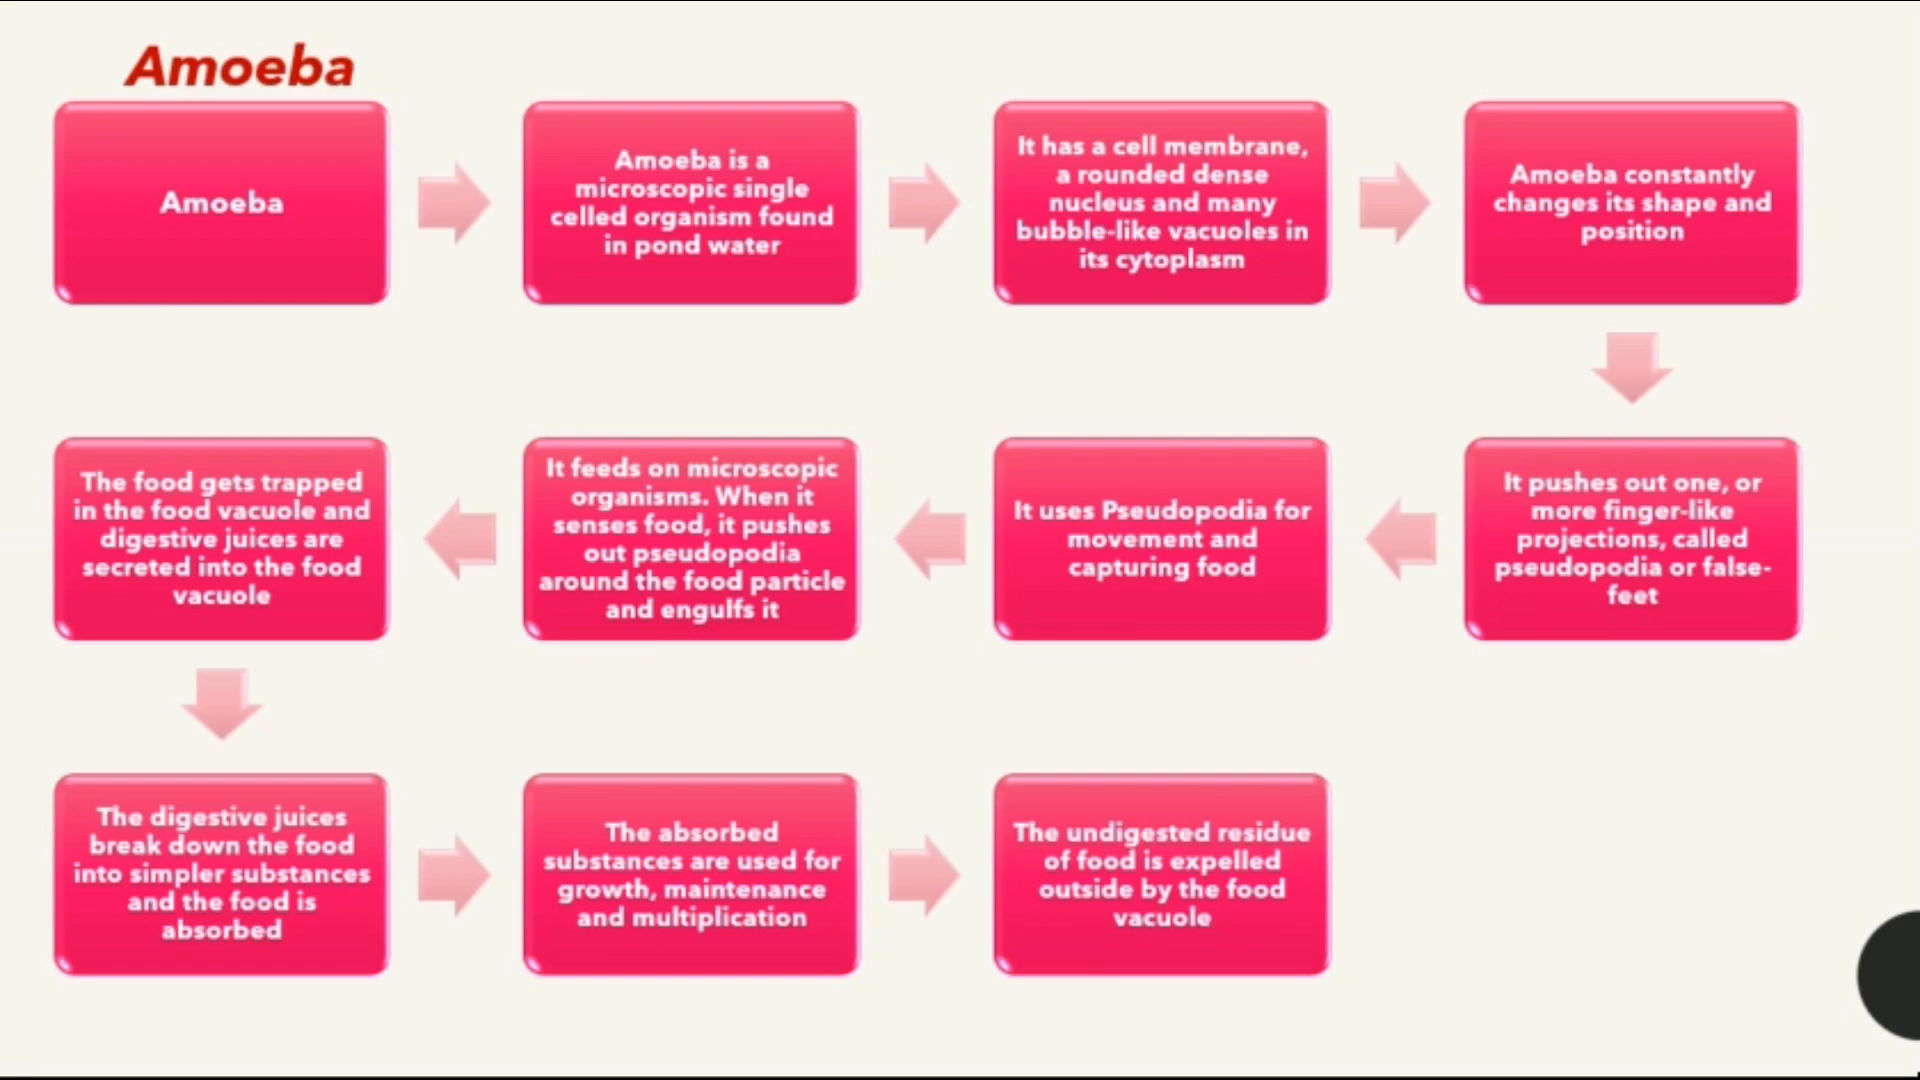 Amoeba
Amoeba
Amoeba is a
microscopic single
celled organism found
in pond water
It has a cell membrane,
a rounded dense
nucleus and many
bubble-like vacuoles in
its cytoplasm
Amoeba constantly
changes its shape and
position
It pushes out one, or
more finger-like
projections, called
pseudopodia or false-
feet
It uses Pseudopodia for
movement and
capturing food
It feeds on microscopic
organisms. When it
senses food, it pushes
out pseudopodia
around the food particle
and engulfs it
The food gets trapped
in the food vacuole and
digestive juices are
secreted into the food
vacuole
The digestive juices
break down the food
into simpler substances
and the food is
absorbed
The absorbed
substances are used for
growth, maintenance
and multiplication
The undigested residue
of food is expelled
outside by the food
vacuole